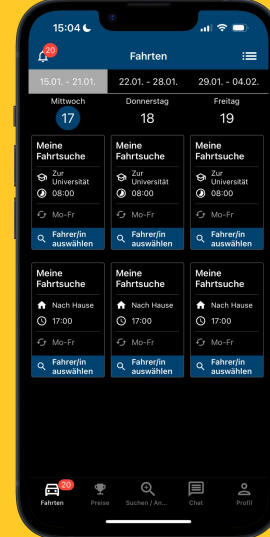 15:04
20
Fahrten
15.01. - 21.01.
22.01. - 28.01.
29.01. - 04.02.
Mittwoch
Donnerstag
Freitag
17
18
19
Meine
Fahrtsuche
Zur
Universität
08:00
Mo-Fr
Fahrer/in
auswählen
Meine
Fahrtsuche
Zur
Universität
08:00
Mo-Fr
Fahrer/in
auswählen
Meine
Fahrtsuche
Zur
Universität
08:00
Mo-Fr
Fahrer/in
auswählen
Meine
Fahrtsuche
Nach Hause
17:00
Mo-Fr
Fahrer/in
auswählen
Meine
Fahrtsuche
Nach Hause
17:00
Mo-Fr
Fahrer/in
auswählen
Meine
Fahrtsuche
Nach Hause
17:00
Mo-Fr
Fahrer/in
auswählen
20
Fahrten
Preise
Suchen / An...
Chat
Profil